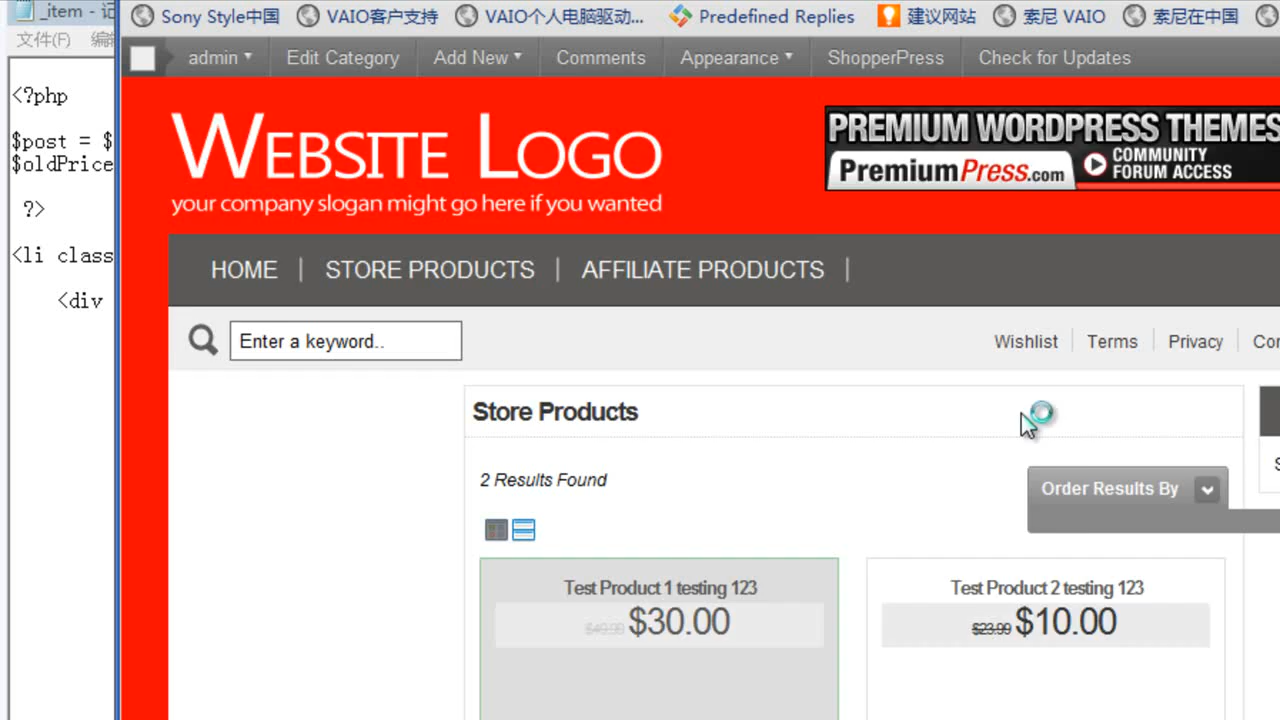 _item - 记
文件(F) 编
<?php
$post = $
$oldPrice
?>
<li class
<div
Sony Style中国 VAIO客户支持 VAIO个人电脑驱动... Predefined Replies 建议网站 索尼 VAIO 索尼在中国
admin Edit Category Add New Comments Appearance ShopperPress Check for Updates
WEBSITE LOGO
your company slogan might go here if you wanted
PREMIUM WORDPRESS THEMES
PremiumPress.com
COMMUNITY
FORUM ACCESS
HOME | STORE PRODUCTS | AFFILIATE PRODUCTS |
Enter a keyword..
Wishlist Terms Privacy Con
Store Products
2 Results Found
Order Results By
Test Product 1 testing 123
$49.99 $30.00
Test Product 2 testing 123
$23.99 $10.00